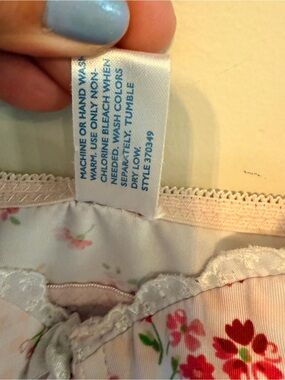 MACHINE OR HAND WASH
WARM. USE ONLY NON-
CHLORINE BLEACH WHEN
NEEDED. WASH COLORS
SEPARATELY. TUMBLE
DRY LOW.
STYLE 370349